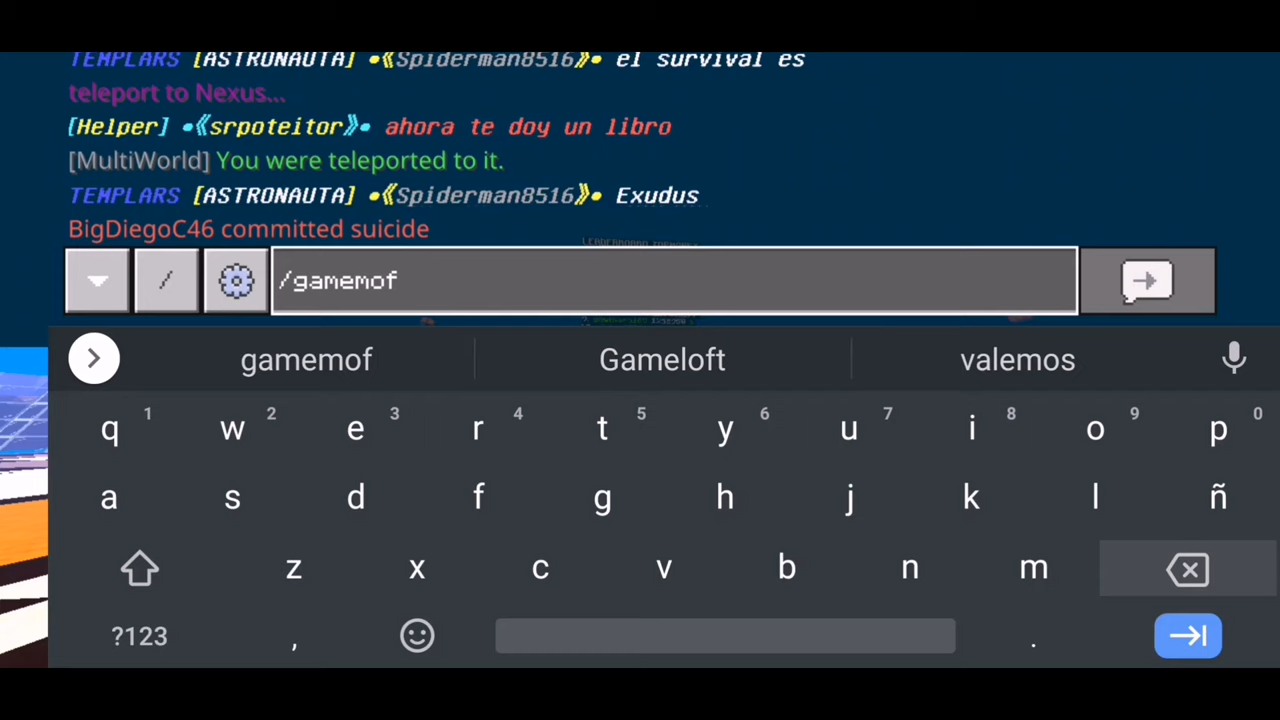 TEMPLARS [ASTRONAUTA] •《Spiderman8516》• el survival es
teleport to Nexus...
[Helper] •《srpoteitor》• ahora te doy un libro
[MultiWorld] You were teleported to it.
TEMPLARS [ASTRONAUTA] •《Spiderman8516》• Exudus
BigDiegoC46 committed suicide
/ /gamemof
gamemof Gameloft valemos
q 1 w 2 e 3 r 4 t 5 y 6 u 7 i 8 o 9 p 0
a s d f g h j k l ñ
z x c v b n m
?123 , .